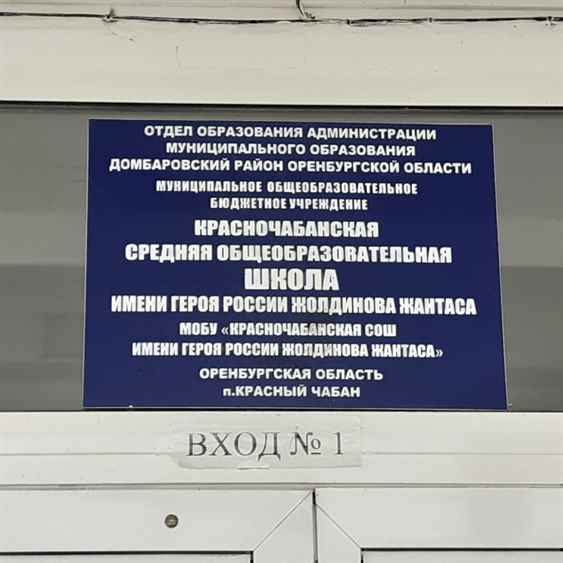 ОТДЕЛ ОБРАЗОВАНИЯ АДМИНИСТРАЦИИ
МУНИЦИПАЛЬНОГО ОБРАЗОВАНИЯ
ДОМБАРОВСКИЙ РАЙОН ОРЕНБУРГСКОЙ ОБЛАСТИ
МУНИЦИПАЛЬНОЕ ОБЩЕОБРАЗОВАТЕЛЬНОЕ
БЮДЖЕТНОЕ УЧРЕЖДЕНИЕ
КРАСНОЧАБАНСКАЯ
СРЕДНЯЯ ОБЩЕОБРАЗОВАТЕЛЬНАЯ
ШКОЛА
ИМЕНИ ГЕРОЯ РОССИИ ЖОЛДИНОВА ЖАНТАСА
МОБУ «КРАСНОЧАБАНСКАЯ СОШ
ИМЕНИ ГЕРОЯ РОССИИ ЖОЛДИНОВА ЖАНТАСА»
ОРЕНБУРГСКАЯ ОБЛАСТЬ
п.КРАСНЫЙ ЧАБАН
ВХОД № 1